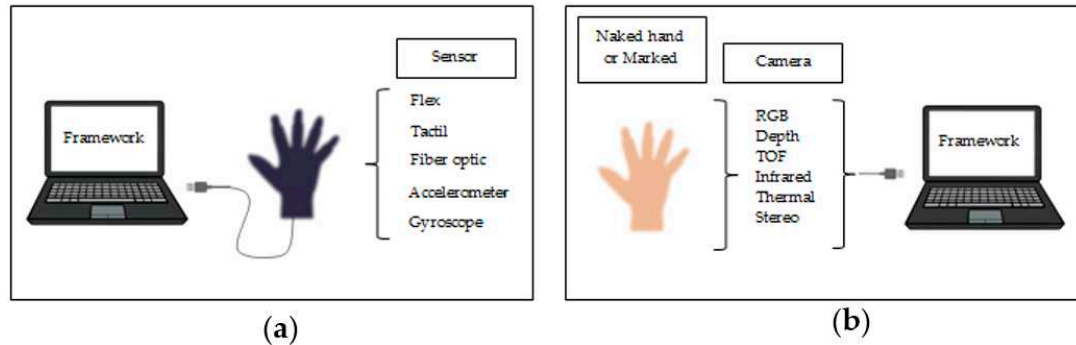 Framework
Sensor
Flex
Tactil
Fiber optic
Accelerometer
Gyroscope
(a)
Naked hand
or Marked
Camera
RGB
Depth
TOF
Infrared
Thermal
Stereo
Framework
(b)